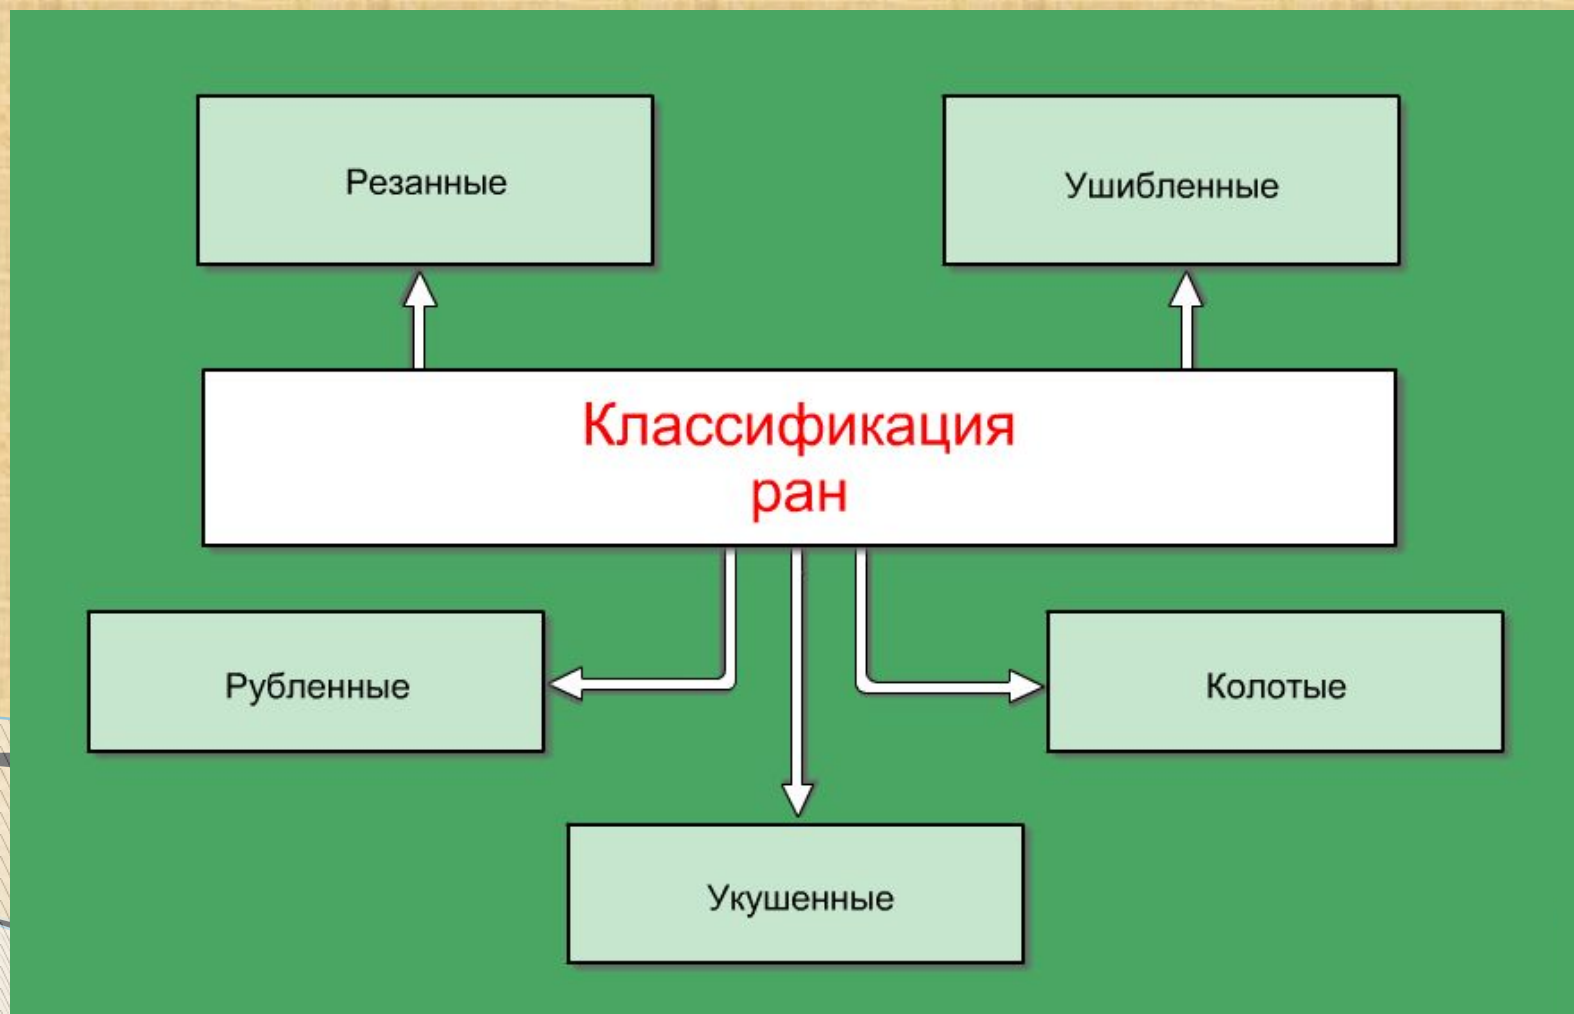 Резанные
Ушибленные
Классификация
ран
Рубленные
Колотые
Укушенные